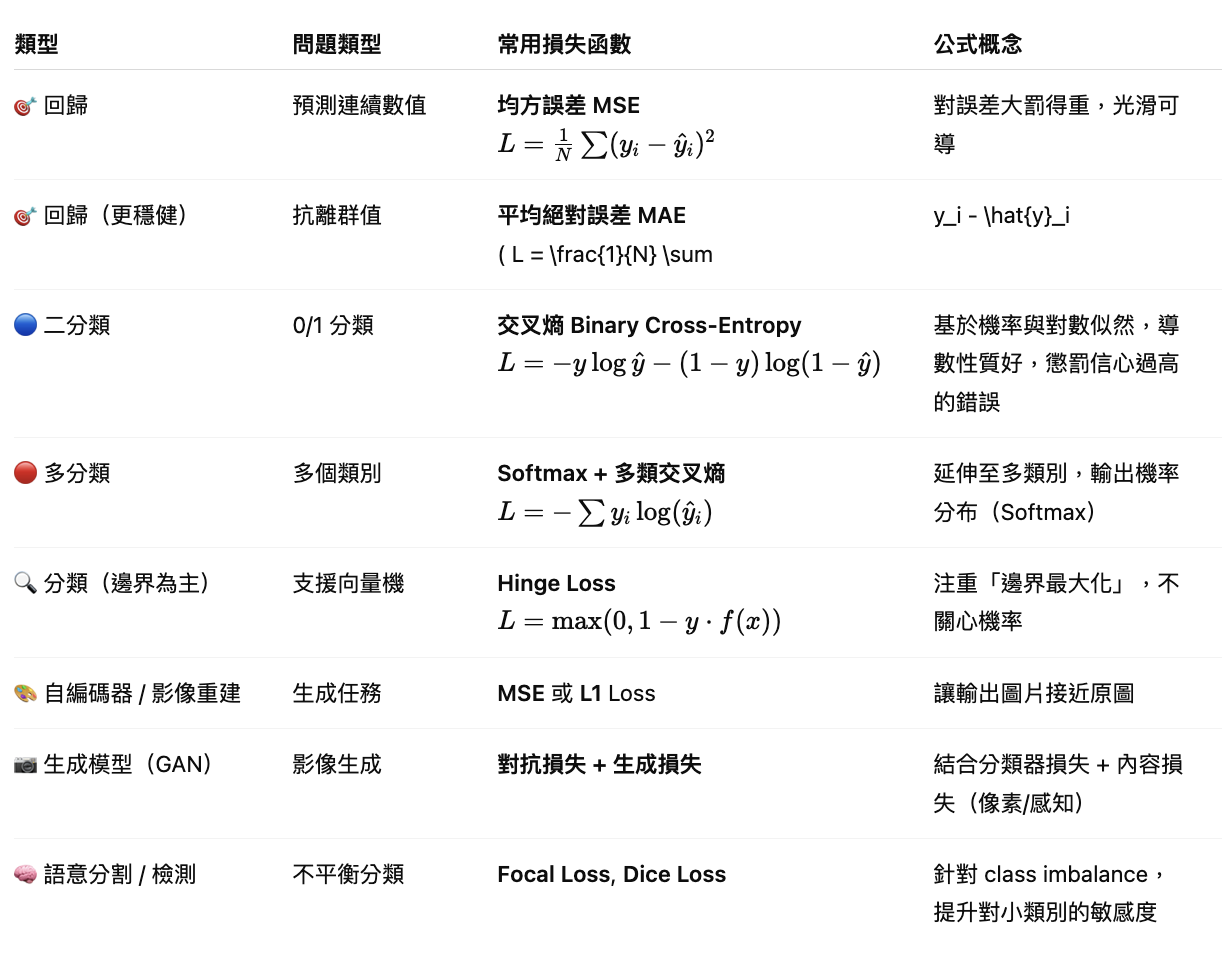 類型 問題類型 常用損失函數 公式概念
🎯 回歸 預測連續數值 均方誤差 MSE 對誤差大罰得重，光滑可
L = \frac{1}{N} \sum (y_i - \hat{y}_i)^2 導
🎯 回歸（更穩健） 抗離群值 平均絕對誤差 MAE y_i - \hat{y}_i
( L = \frac{1}{N} \sum
🔵 二分類 0/1 分類 交叉熵 Binary Cross-Entropy 基於機率與對數似然，導
L = -y log ŷ - (1 - y) log(1 - ŷ) 數性質好，懲罰信心過高
的錯誤
🔴 多分類 多個類別 Softmax + 多類交叉熵 延伸至多類別，輸出機率
L = - ∑ y_i log(ŷ_i) 分布（Softmax）
🔍 分類（邊界為主） 支援向量機 Hinge Loss 注重「邊界最大化」，不
L = max(0, 1 - y · f(x)) 關心機率
🎨 自編碼器 / 影像重建 生成任務 MSE 或 L1 Loss 讓輸出圖片接近原圖
📷 生成模型（GAN） 影像生成 對抗損失 + 生成損失 結合分類器損失 + 內容損
失（像素/感知）
🧠 語意分割 / 檢測 不平衡分類 Focal Loss, Dice Loss 針對 class imbalance，
提升對小類別的敏感度